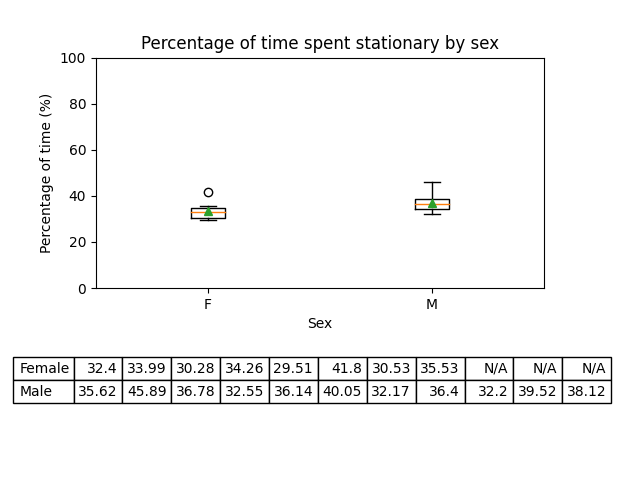 Percentage of time spent stationary by sex
100
80
60
40
20
0
Percentage of time (%)
F M
Sex
Female 32.4 33.99 30.28 34.26 29.51 41.8 30.53 35.53 N/A N/A N/A
Male 35.62 45.89 36.78 32.55 36.14 40.05 32.17 36.4 32.2 39.52 38.12